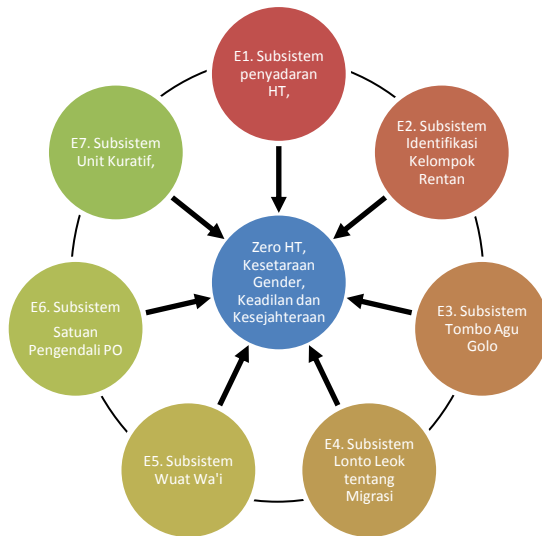 E1. Subsistem
penyadaran
HT,
E2. Subsistem
Identifikasi
Kelompok
Rentan
E7. Subsistem
Unit Kuratif,
Zero HT,
Kesetaraan
Gender,
Keadilan dan
Kesejahteraan
E3. Subsistem
Tombo Agu
Golo
E6. Subsistem
Satuan
Pengendali PO
E4. Subsistem
Lonto Leok
tentang
Migrasi
E5. Subsistem
Wuat Wa'i